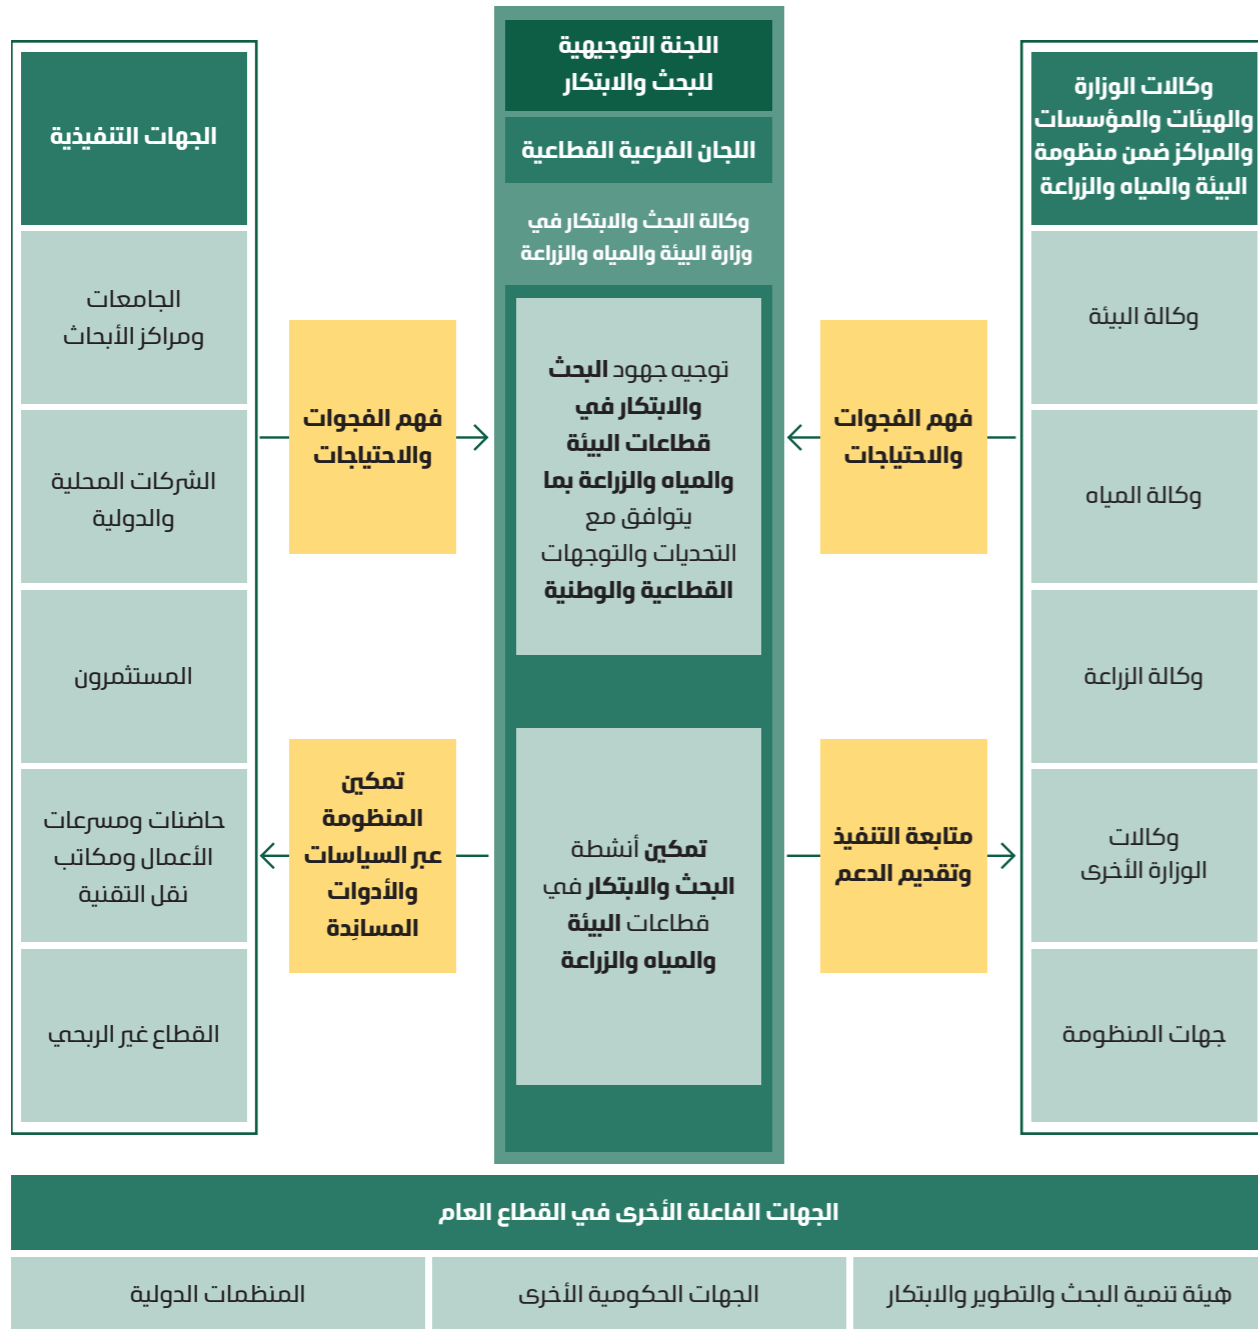 اللجنة التوجيهية
للبحث والابتكار
اللجان الفرعية القطاعية
وكالة البحث والابتكار في
وزارة البيئة والمياه والزراعة
وكالات الوزارة
والهيئات والمؤسسات
والمراكز ضمن منظومة
البيئة والمياه والزراعة
وكالة البيئة
وكالة المياه
وكالة الزراعة
وكالات
الوزارة الأخرى
جهات المنظومة
فهم الفجوات
والاحتياجات
متابعة التنفيذ
وتقديم الدعم
توجيه جهود البحث
والابتكار في
قطاعات البيئة
والمياه والزراعة بما
يتوافق مع
التحديات والتوجهات
القطاعية والوطنية
تمكين أنشطة
البحث والابتكار في
قطاعات البيئة
والمياه والزراعة
فهم الفجوات
والاحتياجات
تمكين
المنظومة
عبر السياسات
والأدوات
المساندِة
الجهات التنفيذية
الجامعات
ومراكز الأبحاث
الشركات المحلية
والدولية
المستثمرون
حاضنات ومسرعات
الأعمال ومكاتب
نقل التقنية
القطاع غير الربحي
الجهات الفاعلة الأخرى في القطاع العام
هيئة تنمية البحث والتطوير والابتكار
الجهات الحكومية الأخرى
المنظمات الدولية